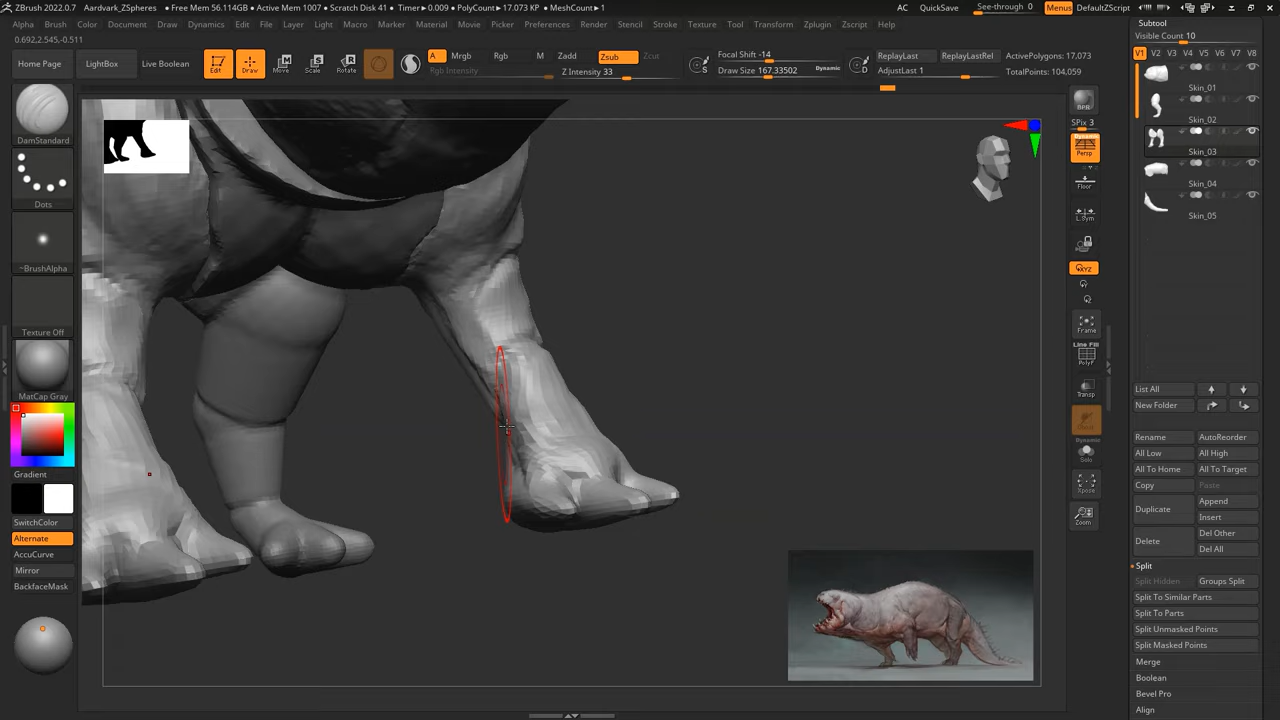 ZBrush 2022.0.7 Aardvark_ZSpheres • Free Mem 56.114GB • Active Mem 1007 • Scratch Disk 41 • Timer▶0.009 • PolyCount▶17.073 KP • MeshCount▶1 AC QuickSave See-through 0 Menus DefaultZScript
Alpha Brush Color Document Draw Dynamics Edit File Layer Light Macro Marker Material Movie Picker Preferences Render Stencil Stroke Texture Tool Transform Zplugin Zscript Help
0.692,2.545,-0.511
Home Page LightBox Live Boolean Edit Draw Move Scale Rotate
A Mrgb Rgb M Zadd Zsub Zcut
Rgb Intensity Z Intensity 33
Focal Shift -14
Draw Size 167.33502 Dynamic
S D
ReplayLast ReplayLastRel
AdjustLast 1
ActivePolygons: 17,073
TotalPoints: 104,059
DamStandard
Dots
~BrushAlpha
Texture Off
MatCap Gray
Gradient
SwitchColor
Alternate
AccuCurve
Mirror
BackfaceMask
BPR
SPix 3
Dynamic
Persp
Floor
L.Sym
XYZ
Frame
Line Fill
PolyF
Transp
Dynamic
Solo
Xpose
Zoom
Subtool
Visible Count 10
V1 V2 V3 V4 V5 V6 V7 V8
Skin_01
Skin_02
Skin_03
Skin_04
Skin_05
List All
New Folder
Rename AutoReorder
All Low All High
All To Home All To Target
Copy Paste
Duplicate Append
Insert
Delete Del Other
Del All
Split
Split Hidden Groups Split
Split To Similar Parts
Split To Parts
Split Unmasked Points
Split Masked Points
Merge
Boolean
Bevel Pro
Align